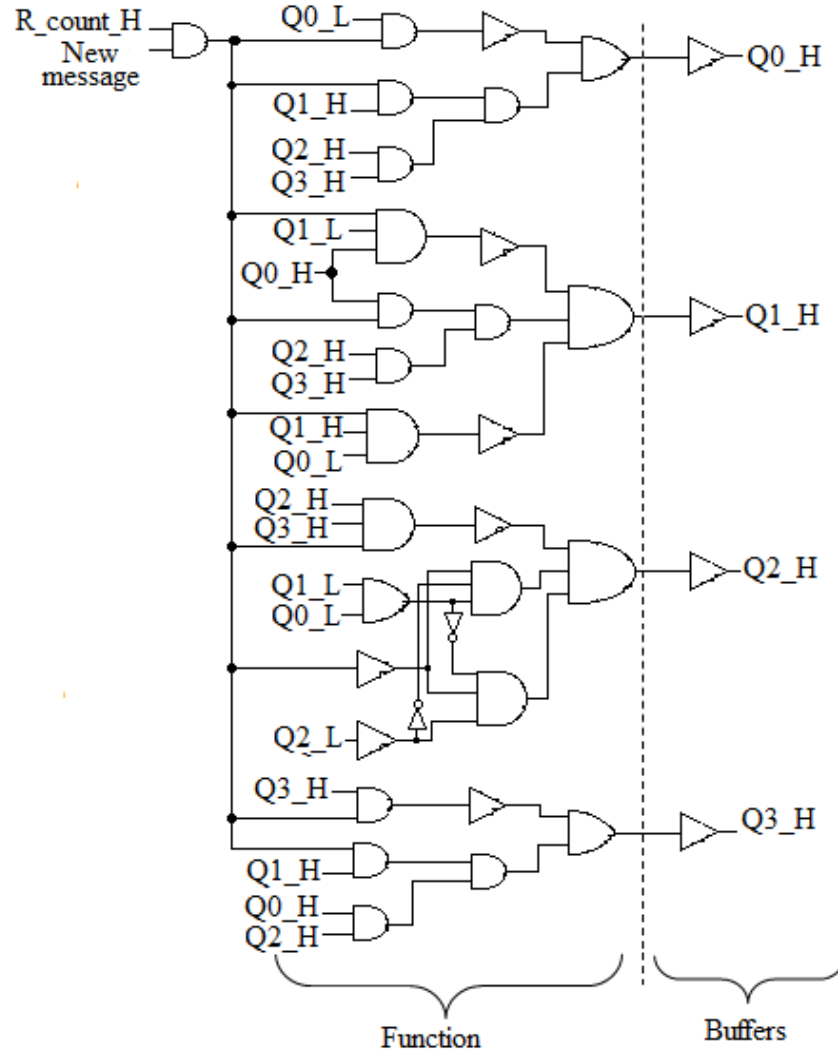 R_count_H
New
message
Q0_L
Q0_H
Q1_H
Q2_H
Q3_H
Q1_L
Q0_H
Q1_H
Q2_H
Q3_H
Q1_H
Q0_L
Q2_H
Q3_H
Q2_H
Q1_L
Q0_L
Q2_L
Q3_H
Q3_H
Q1_H
Q0_H
Q2_H
Function
Buffers